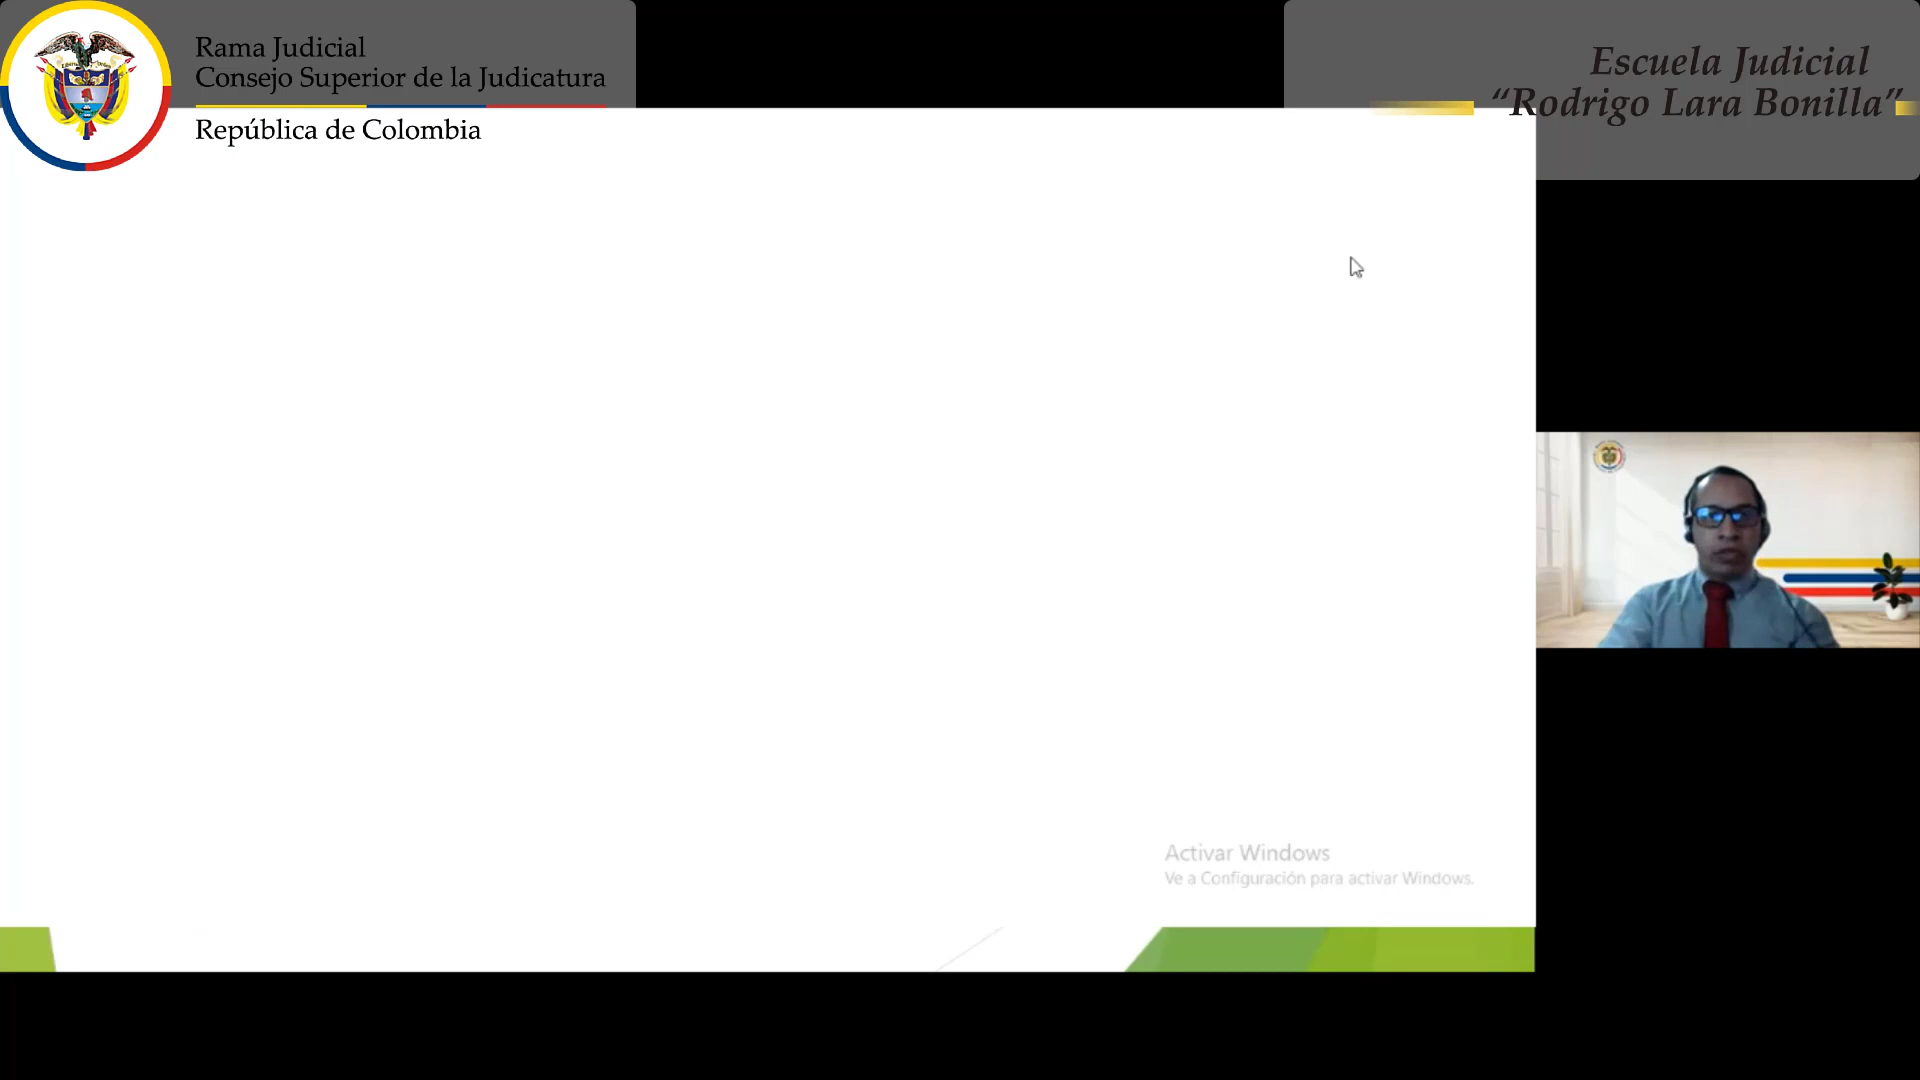 Rama Judicial
Consejo Superior de la Judicatura
República de Colombia
Escuela Judicial
“Rodrigo Lara Bonilla”
Activar Windows
Ve a Configuración para activar Windows.